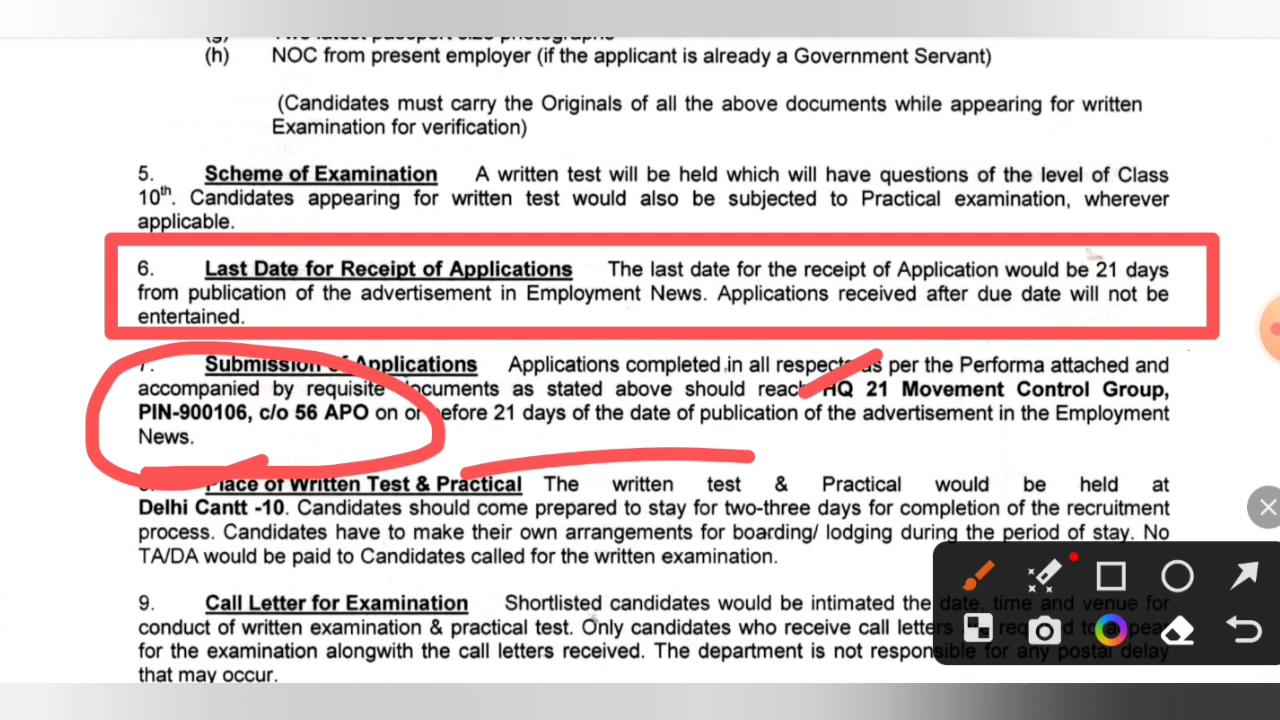 (h) NOC from present employer (if the applicant is already a Government Servant)
(Candidates must carry the Originals of all the above documents while appearing for written
Examination for verification)
5. Scheme of Examination A written test will be held which will have questions of the level of Class
10th. Candidates appearing for written test would also be subjected to Practical examination, wherever
applicable.
6. Last Date for Receipt of Applications The last date for the receipt of Application would be 21 days
from publication of the advertisement in Employment News. Applications received after due date will not be
entertained.
7. Submission of Applications Applications completed in all respects as per the Performa attached and
accompanied by requisite documents as stated above should reach HQ 21 Movement Control Group,
PIN-900106, c/o 56 APO on or before 21 days of the date of publication of the advertisement in the Employment
News.
Place of Written Test & Practical The written test & Practical would be held at
Delhi Cantt -10. Candidates should come prepared to stay for two-three days for completion of the recruitment
process. Candidates have to make their own arrangements for boarding/ lodging during the period of stay. No
TA/DA would be paid to Candidates called for the written examination.
9. Call Letter for Examination Shortlisted candidates would be intimated the date, time and venue for
conduct of written examination & practical test. Only candidates who receive call letters required to appear
for the examination alongwith the call letters received. The department is not responsible for any postal delay
that may occur.